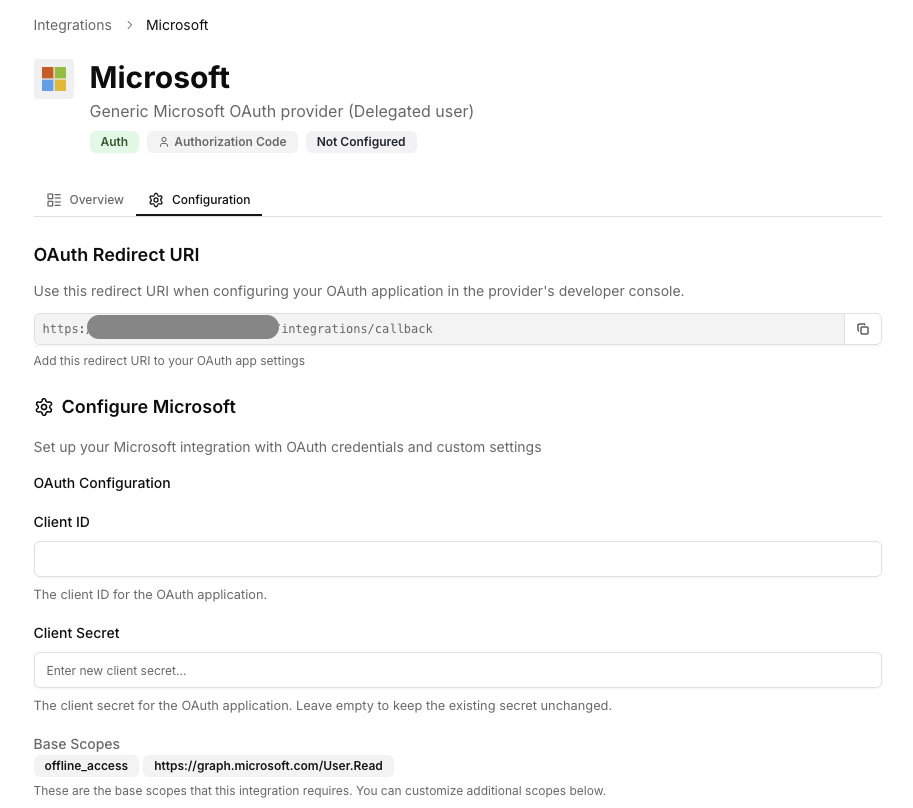 Integrations > Microsoft
Microsoft
Generic Microsoft OAuth provider (Delegated user)
Auth Authorization Code Not Configured
Overview Configuration
OAuth Redirect URI
Use this redirect URI when configuring your OAuth application in the provider's developer console.
https:/ /integrations/callback
Add this redirect URI to your OAuth app settings
Configure Microsoft
Set up your Microsoft integration with OAuth credentials and custom settings
OAuth Configuration
Client ID
The client ID for the OAuth application.
Client Secret
Enter new client secret...
The client secret for the OAuth application. Leave empty to keep the existing secret unchanged.
Base Scopes
offline_access https://graph.microsoft.com/User.Read
These are the base scopes that this integration requires. You can customize additional scopes below.